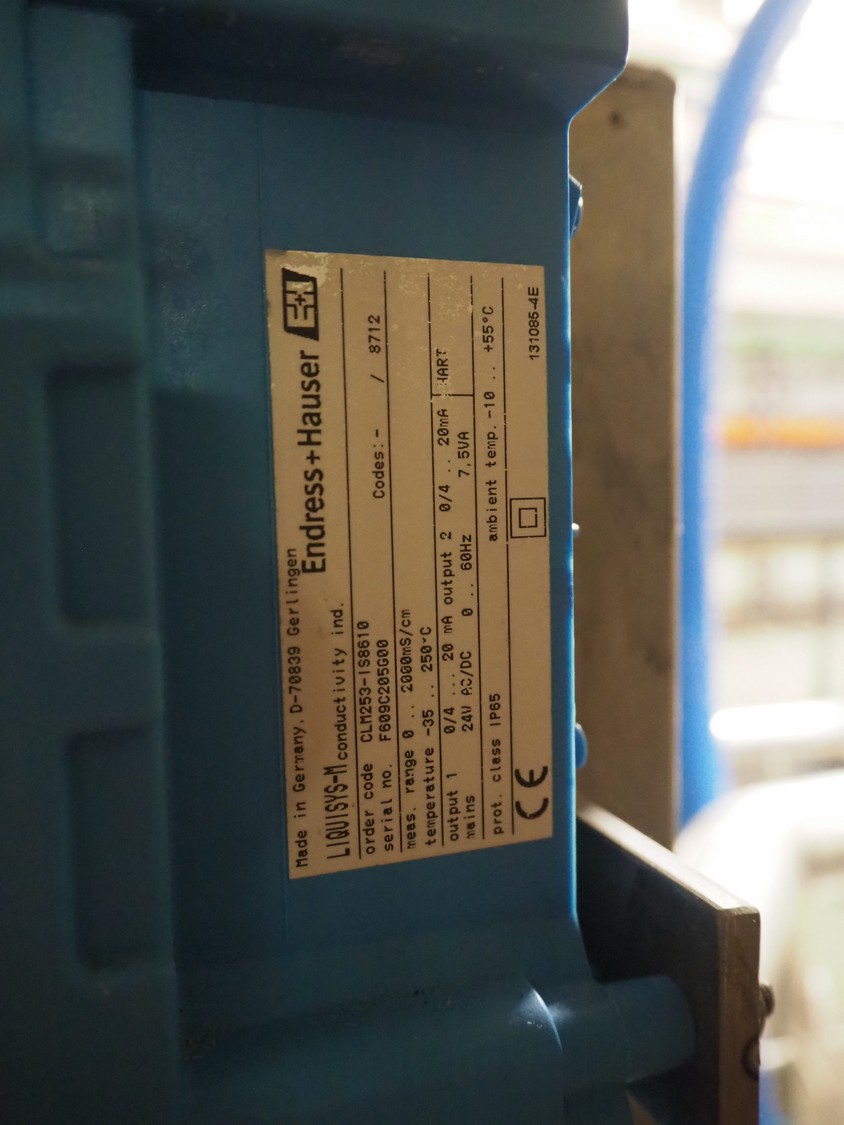 Made in Germany, D-70839 Gerlingen
Endress+Hauser E+H
LIQUISYS-M conductivity ind.
order code CLM253-IS8610
serial no. F609C205G00 Codes:- / 8712
meas. range 0 .. 2000mS/cm
temperature -35 .. 250°C
output 1 0/4 ... 20 mA output 2 0/4 .. 20mA HART
mains 24V AC/DC 0 .. 60Hz 7,5VA
prot. class IP65 ambient temp. -10 .. +55°C
CE 131086-4E